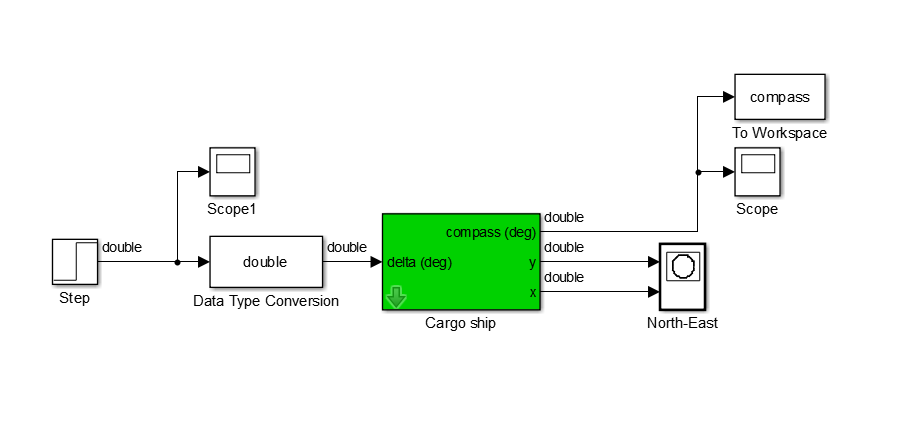 compass
To Workspace
Scope1
Scope
double
double
double
double
Step
Data Type Conversion
compass (deg)
delta (deg)
y
double
x
double
Cargo ship
North-East